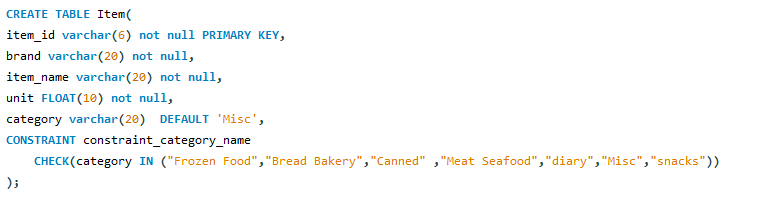 CREATE TABLE Item(
item_id varchar(6) not null PRIMARY KEY,
brand varchar(20) not null,
item_name varchar(20) not null,
unit FLOAT(10) not null,
category varchar(20)  DEFAULT 'Misc',
CONSTRAINT constraint_category_name
    CHECK(category IN ("Frozen Food","Bread Bakery","Canned" ,"Meat Seafood","diary","Misc","snacks"))
);